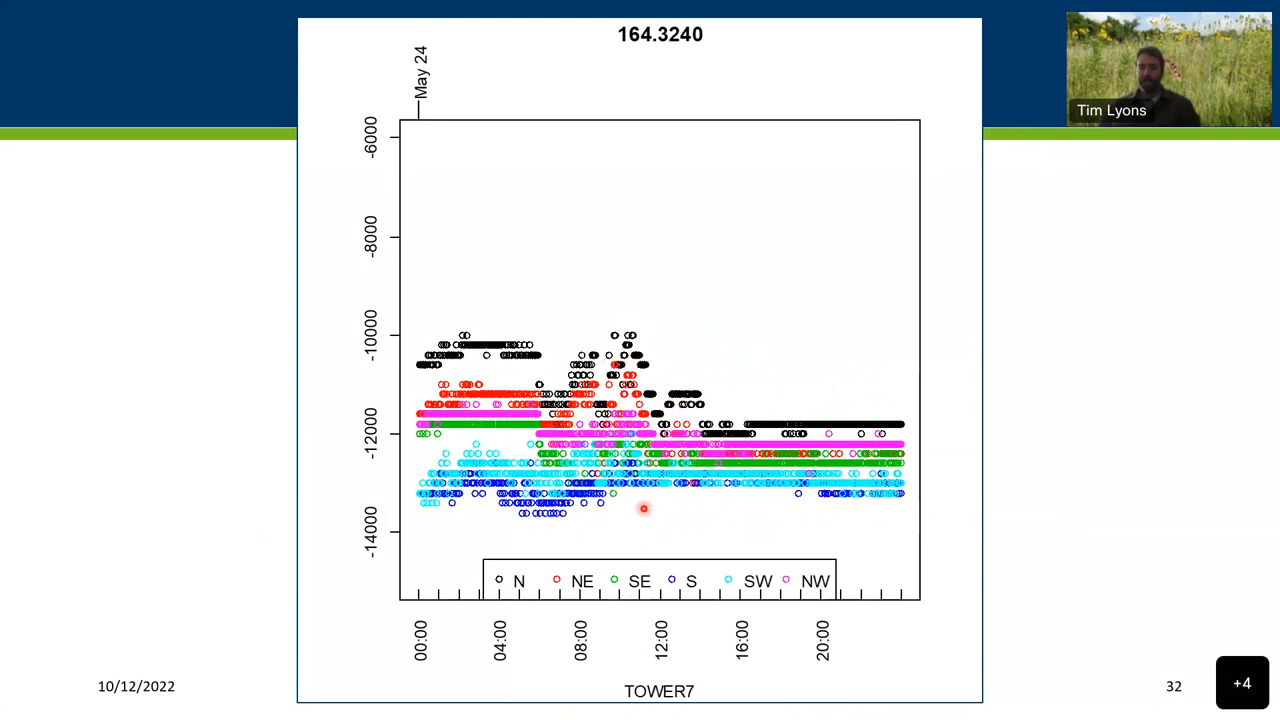 164.3240
May 24
Tim Lyons
-6000
-8000
-10000
-12000
-14000
N NE SE S SW NW
00:00 04:00 08:00 12:00 16:00 20:00
TOWER7
10/12/2022
32
+4